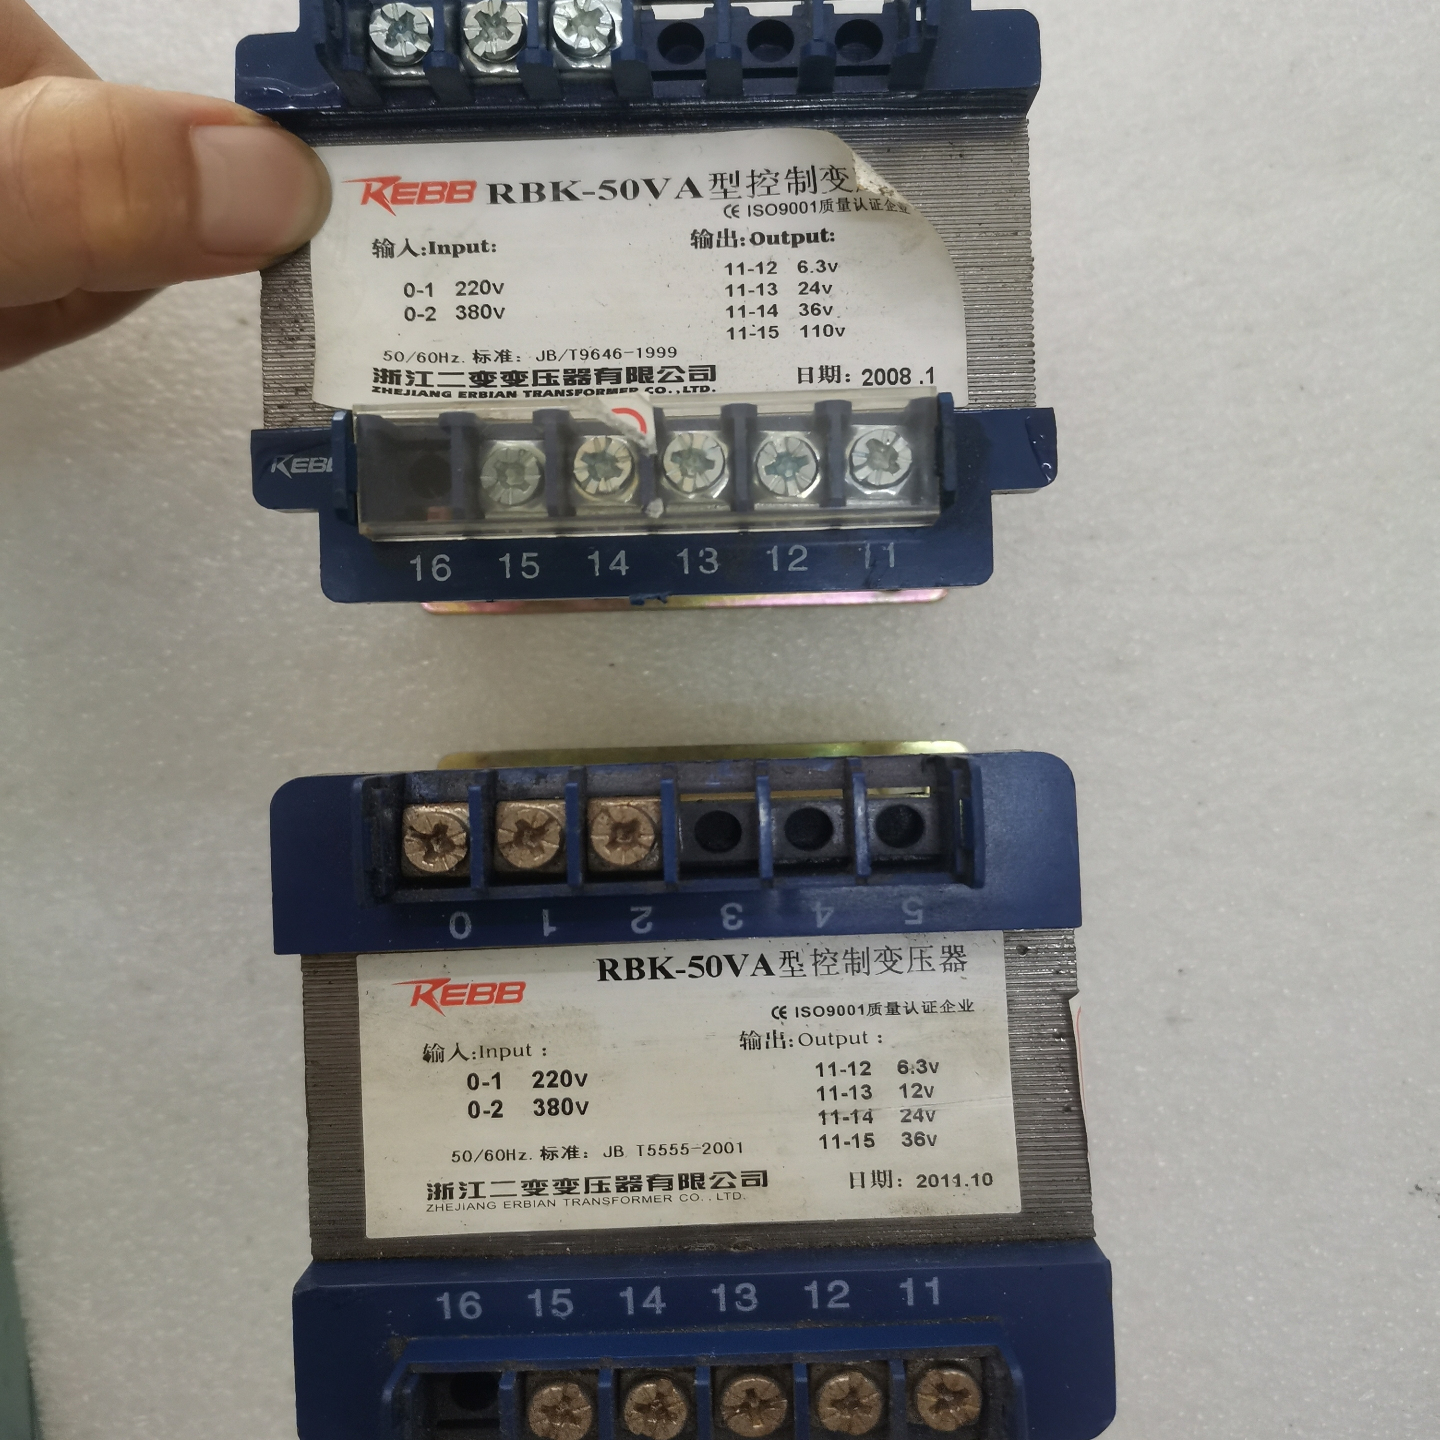 REBB RBK-50VA型控制变
CE ISO9001质量认证企业
输入:Input: 输出:Output:
11-12 6.3v
0-1 220v 11-13 24v
0-2 380v 11-14 36v
11-15 110v
50/60Hz. 标准: JB/T9646-1999
浙江二变变压器有限公司 日期: 2008.1
ZHEJIANG ERBIAN TRANSFORMER CO.,LTD.
16 15 14 13 12 11
0 1 2 3 4 5
REBB RBK-50VA型控制变压器
CE ISO9001质量认证企业
输入:Input : 输出:Output :
0-1 220v 11-12 6.3v
0-2 380v 11-13 12v
11-14 24v
11-15 36v
50/60Hz. 标准: JB T5555-2001
浙江二变变压器有限公司 日期: 2011.10
ZHEJIANG ERBIAN TRANSFORMER CO.,LTD.
16 15 14 13 12 11